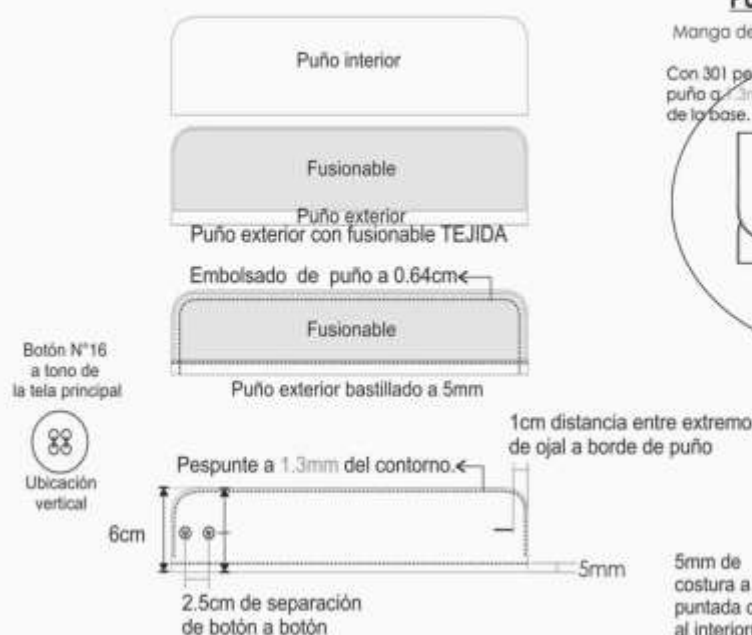 Puño interior
Fusionable
Puño exterior
Puño exterior con fusionable TEJIDA
Embolsado de puño a 0.64cm
Fusionable
Puño exterior bastillado a 5mm
Botón N°16
a tono de
la tela principal
Ubicación
vertical
Pespunte a 1.3mm del contorno.
1cm distancia entre extremo
de ojal a borde de puño
6cm
5mm
2.5cm de separación
de botón a botón
Manga de
Con 301
puño a
de la base.
5mm de
costura a
puntada
al interior